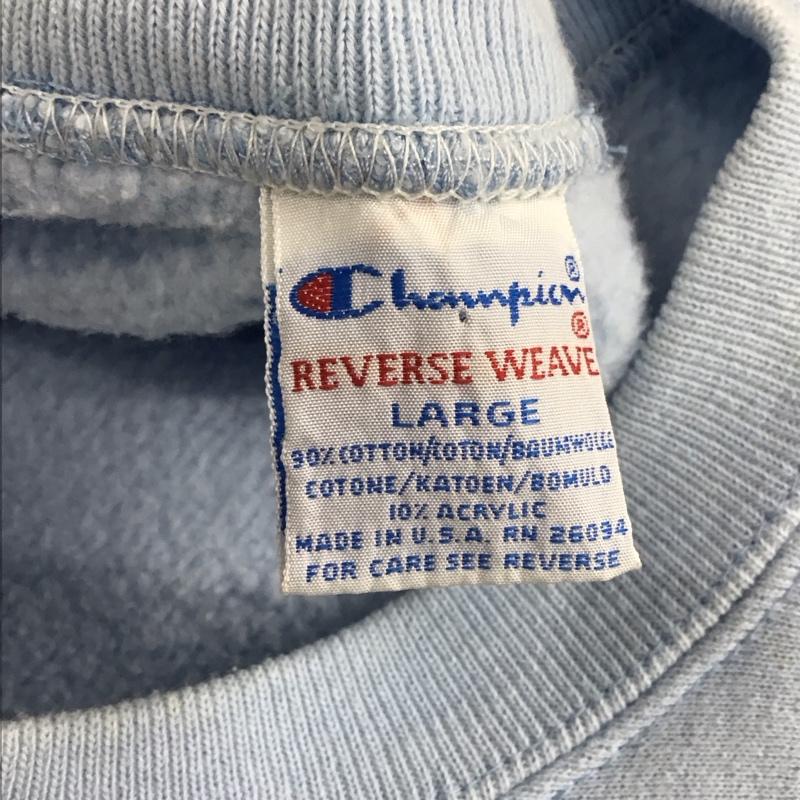 Champion®
®
REVERSE WEAVE
LARGE
90% COTTON/COTON/BAUMWOLLE
COTONE/KATOEN/BOMULD
10% ACRYLIC
MADE IN U.S.A. RN 26094
FOR CARE SEE REVERSE